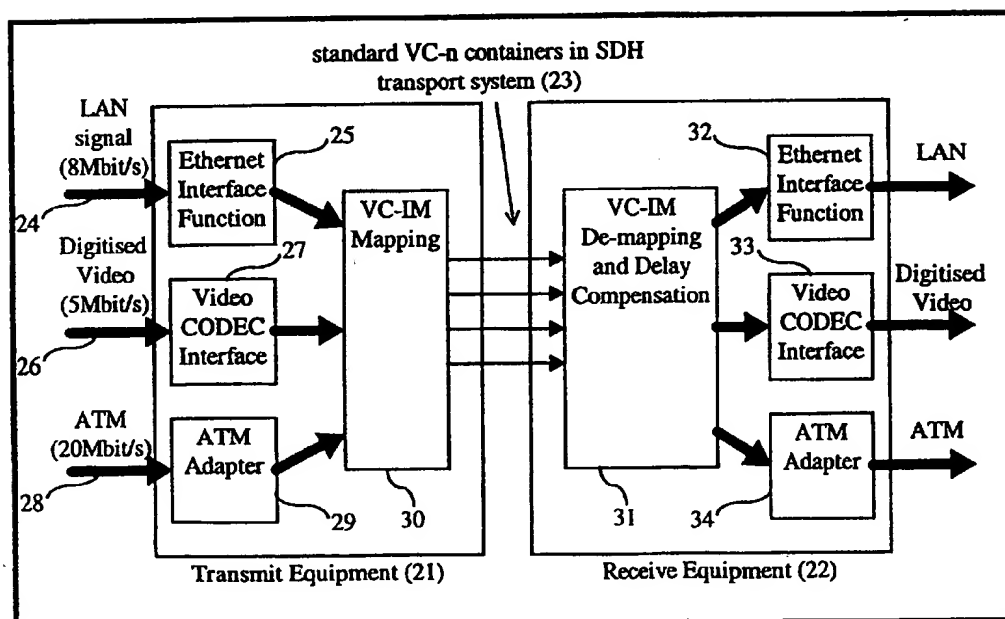 standard VC-n containers in SDH
transport system (23)
LAN
signal
(8Mbit/s)
24
25
Ethernet
Interface
Function
Digitised
Video
(5Mbit/s)
26
27
Video
CODEC
Interface
ATM
(20Mbit/s)
28
ATM
Adapter
29
VC-IM
Mapping
30
Transmit Equipment (21)
VC-IM
De-mapping
and Delay
Compensation
31
32
Ethernet
Interface
Function
LAN
33
Video
CODEC
Interface
Digitised
Video
34
ATM
Adapter
ATM
Receive Equipment (22)